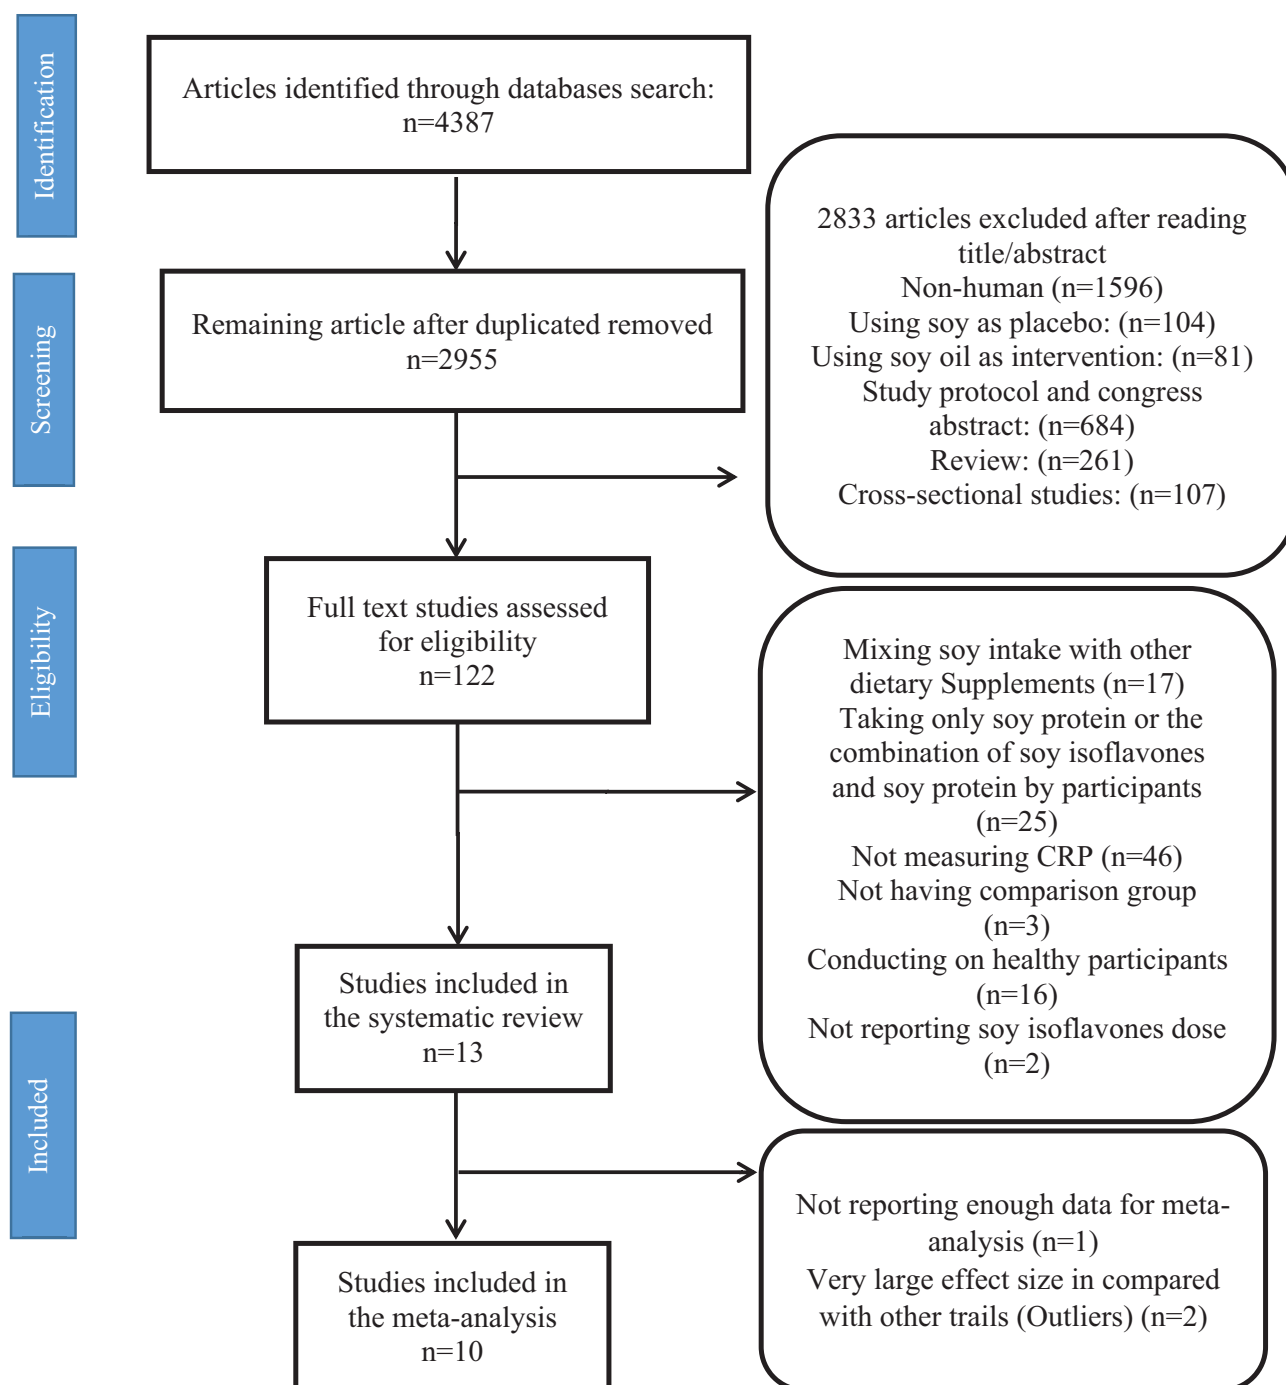 Identification
Articles identified through databases search:
n=4387
Screening
Remaining article after duplicated removed
n=2955
2833 articles excluded after reading
title/abstract
Non-human (n=1596)
Using soy as placebo: (n=104)
Using soy oil as intervention: (n=81)
Study protocol and congress
abstract: (n=684)
Review: (n=261)
Cross-sectional studies: (n=107)
Eligibility
Full text studies assessed
for eligibility
n=122
Mixing soy intake with other
dietary Supplements (n=17)
Taking only soy protein or the
combination of soy isoflavones
and soy protein by participants
(n=25)
Not measuring CRP (n=46)
Not having comparison group
(n=3)
Conducting on healthy participants
(n=16)
Not reporting soy isoflavones dose
(n=2)
Included
Studies included in
the systematic review
n=13
Not reporting enough data for meta-
analysis (n=1)
Very large effect size in compared
with other trails (Outliers) (n=2)
Studies included in
the meta-analysis
n=10